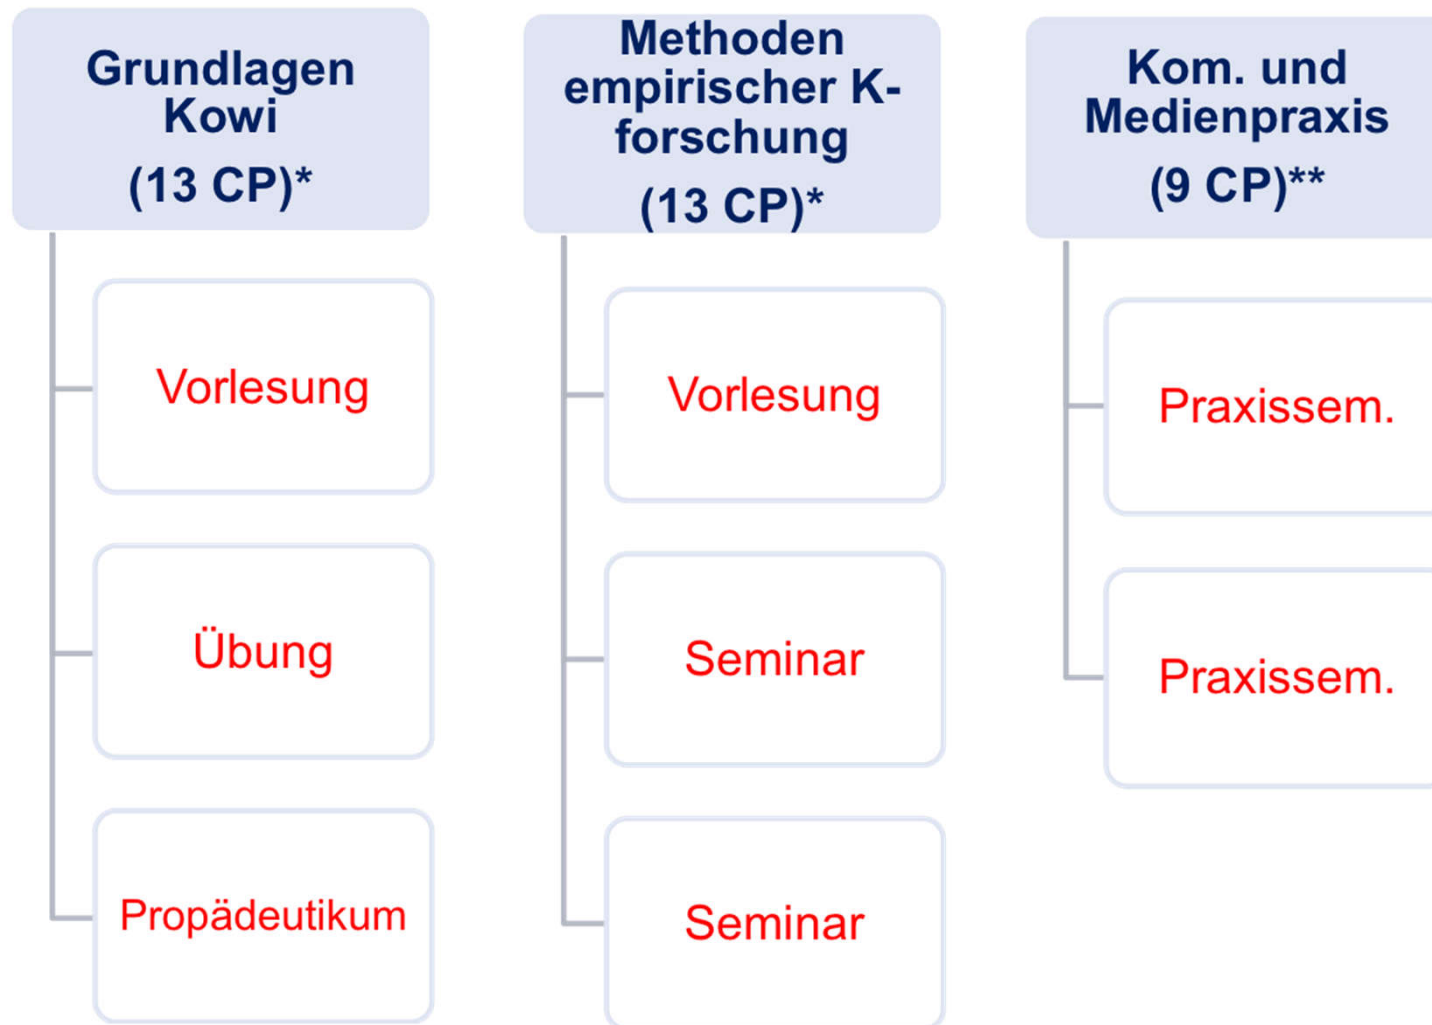 Grundlagen
Kowi
(13 CP)*
Vorlesung
Übung
Propädeutikum
Methoden
empirischer K-
forschung
(13 CP)*
Vorlesung
Seminar
Seminar
Kom. und
Medienpraxis
(9 CP)**
Praxissem.
Praxissem.